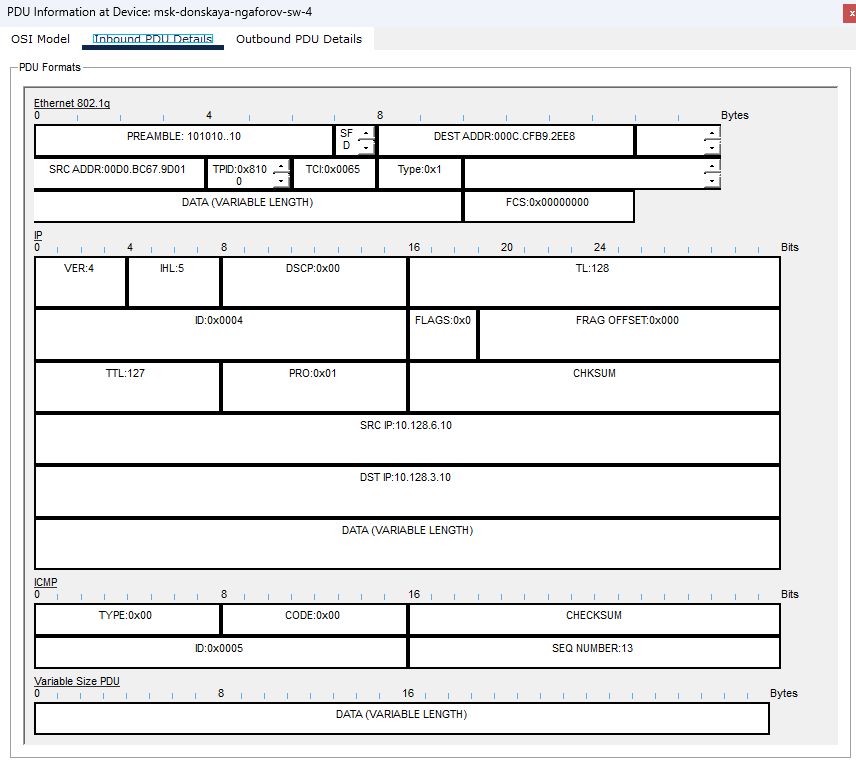 PDU Information at Device: msk-donskaya-ngaforov-sw-4
x
OSI Model Inbound PDU Details Outbound PDU Details
PDU Formats
Ethernet 802.1q
0 4 8 Bytes
PREAMBLE: 101010..10 SF D DEST ADDR:000C.CFB9.2EE8
SRC ADDR:00D0.BC67.9D01 TPID:0x810 0 TCI:0x0065 Type:0x1
DATA (VARIABLE LENGTH) FCS:0x00000000
IP
0 4 8 16 20 24 Bits
VER:4 IHL:5 DSCP:0x00 TL:128
ID:0x0004 FLAGS:0x0 FRAG OFFSET:0x000
TTL:127 PRO:0x01 CHKSUM
SRC IP:10.128.6.10
DST IP:10.128.3.10
DATA (VARIABLE LENGTH)
ICMP
0 8 16 Bits
TYPE:0x00 CODE:0x00 CHECKSUM
ID:0x0005 SEQ NUMBER:13
Variable Size PDU
0 8 16 Bytes
DATA (VARIABLE LENGTH)